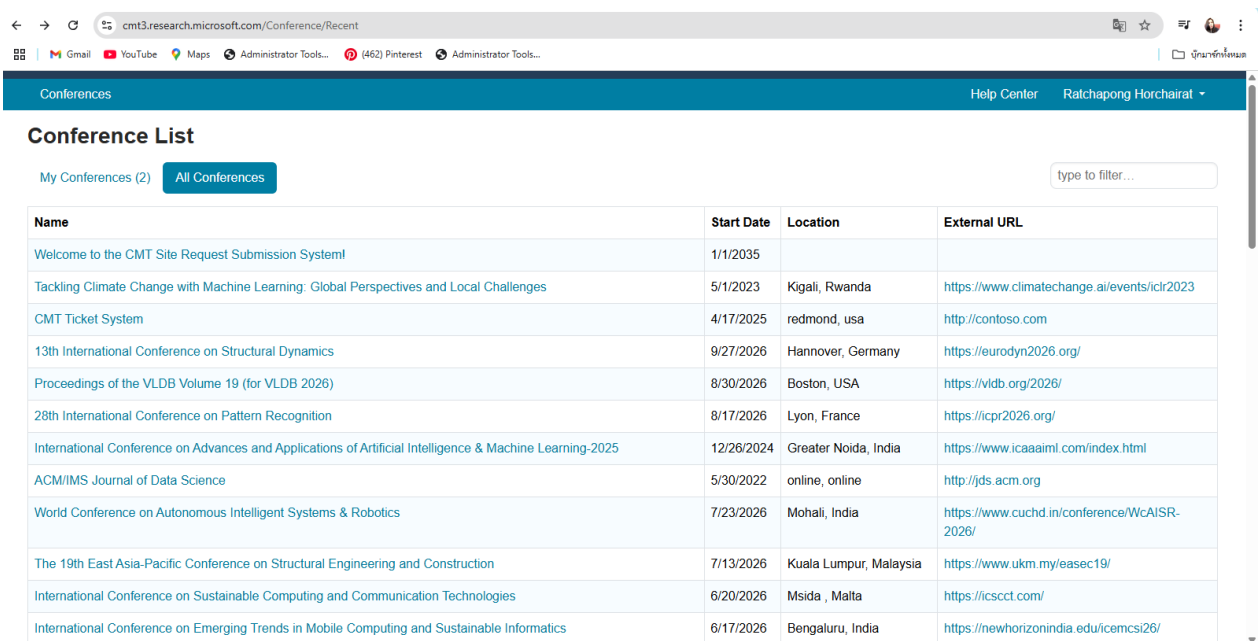 cmt3.research.microsoft.com/Conference/Recent
Gmail YouTube Maps Administrator Tools... (462) Pinterest Administrator Tools... บุ๊กมาร์กทั้งหมด
Conferences Help Center Ratchapong Horchairat
Conference List
My Conferences (2) All Conferences type to filter...
Name Start Date Location External URL
Welcome to the CMT Site Request Submission System! 1/1/2035
Tackling Climate Change with Machine Learning: Global Perspectives and Local Challenges 5/1/2023 Kigali, Rwanda https://www.climatechange.ai/events/iclr2023
CMT Ticket System 4/17/2025 redmond, usa http://contoso.com
13th International Conference on Structural Dynamics 9/27/2026 Hannover, Germany https://eurodyn2026.org/
Proceedings of the VLDB Volume 19 (for VLDB 2026) 8/30/2026 Boston, USA https://vldb.org/2026/
28th International Conference on Pattern Recognition 8/17/2026 Lyon, France https://icpr2026.org/
International Conference on Advances and Applications of Artificial Intelligence & Machine Learning-2025 12/26/2024 Greater Noida, India https://www.icaaaiml.com/index.html
ACM/IMS Journal of Data Science 5/30/2022 online, online http://jds.acm.org
World Conference on Autonomous Intelligent Systems & Robotics 7/23/2026 Mohali, India https://www.cuchd.in/conference/WcAISR-
2026/
The 19th East Asia-Pacific Conference on Structural Engineering and Construction 7/13/2026 Kuala Lumpur, Malaysia https://www.ukm.my/easec19/
International Conference on Sustainable Computing and Communication Technologies 6/20/2026 Msida , Malta https://icscct.com/
International Conference on Emerging Trends in Mobile Computing and Sustainable Informatics 6/17/2026 Bengaluru, India https://newhorizonindia.edu/icemcsi26/